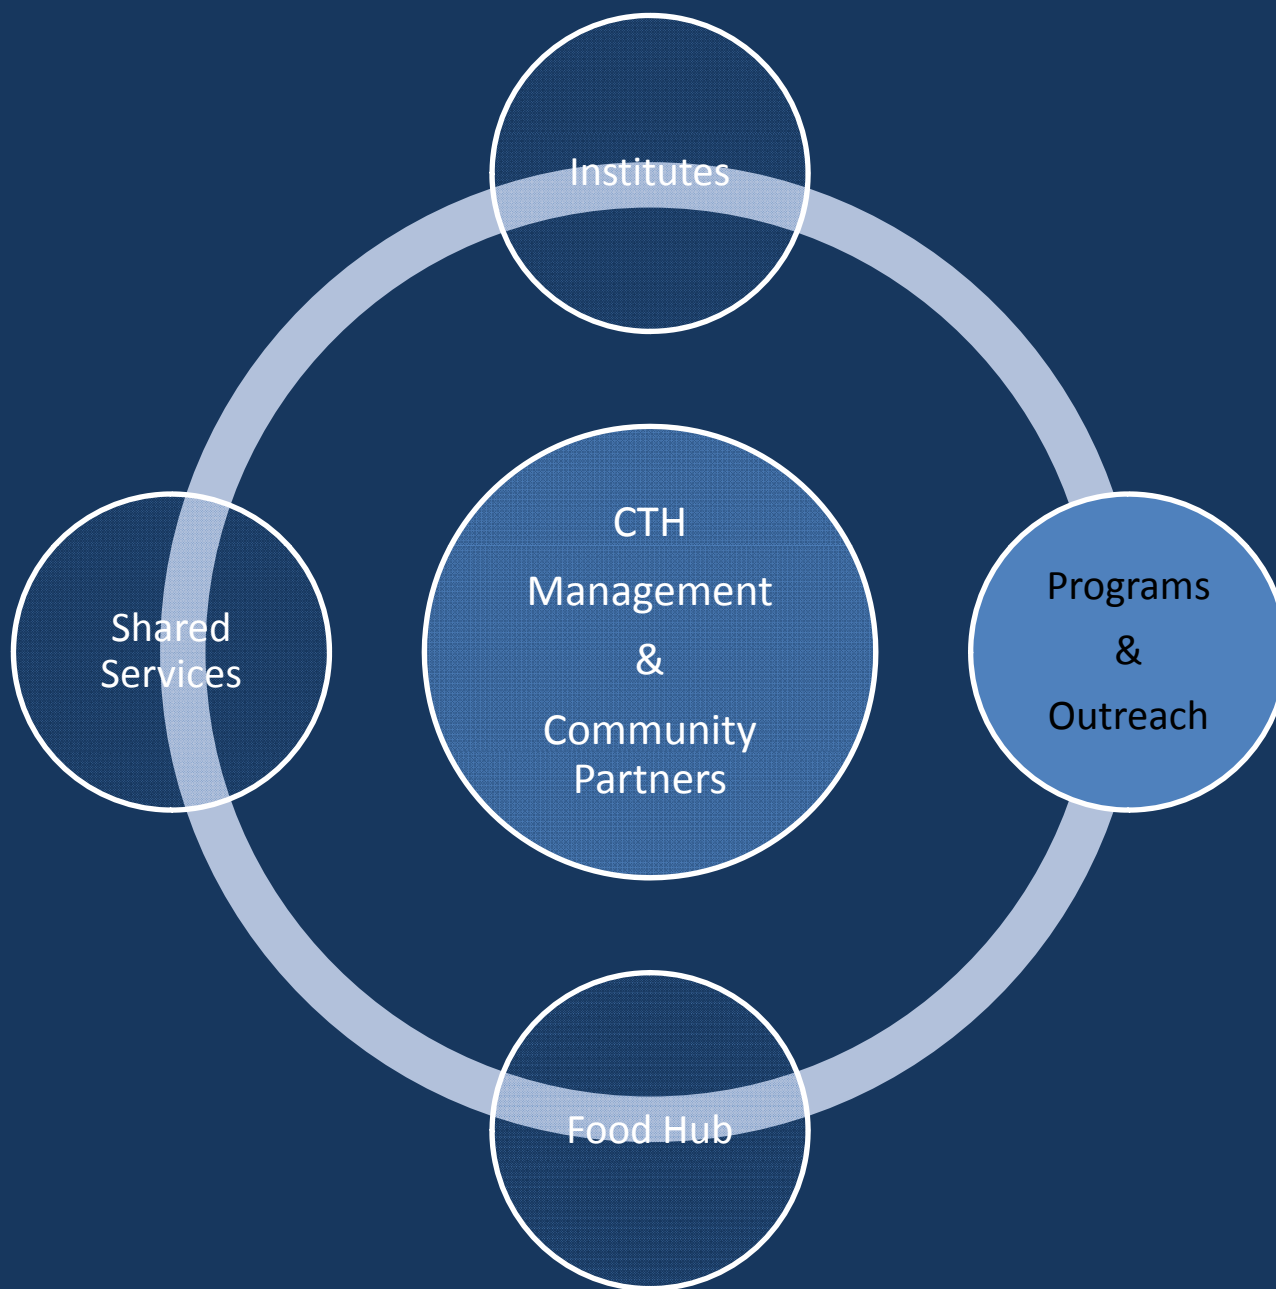 Institutes
CTH
Management
&
Community
Partners
Programs
&
Outreach
Shared
Services
Food Hub